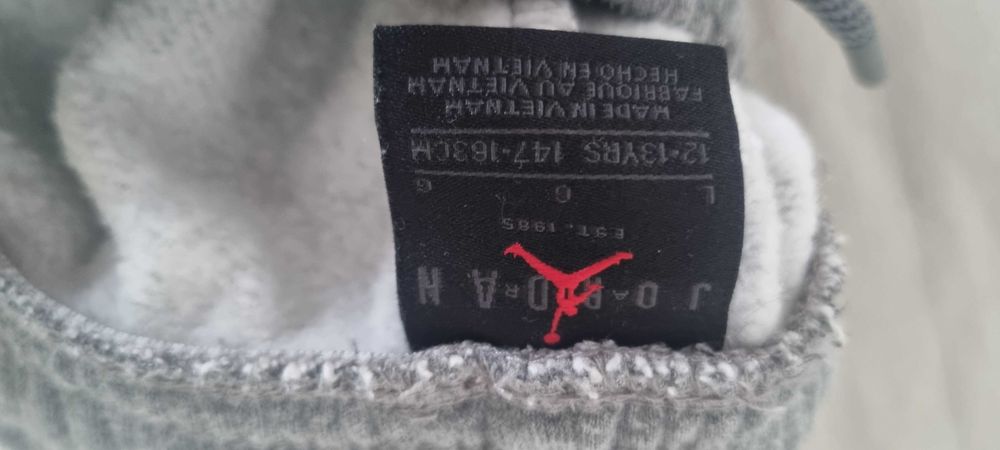 JORDAN
EST. 1985
L G G
12-13YRS 147-163CM
MADE IN VIETNAM
FABRIQUE AU VIETNAM
HECHO EN VIETNAM